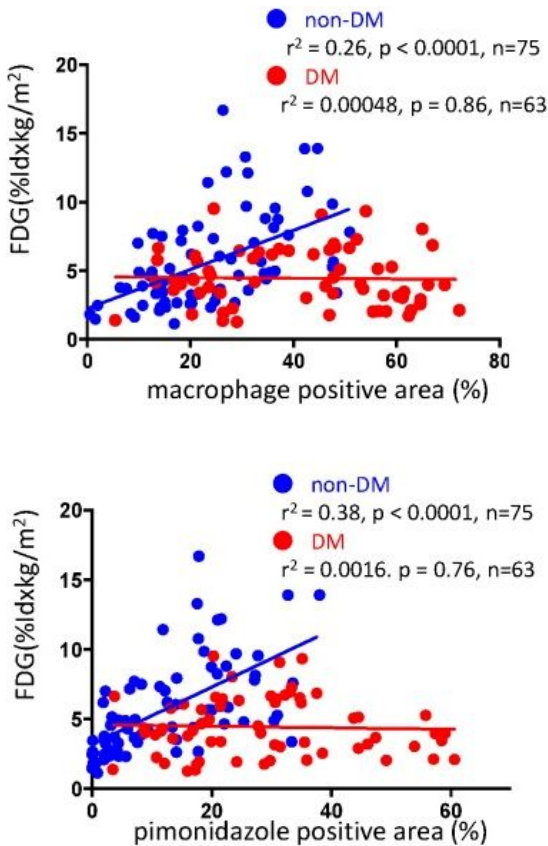 non-DM
r² = 0.26, p < 0.0001, n=75
DM
r² = 0.00048, p = 0.86, n=63
FDG(%Idxkg/m²)
20
15
10
5
0
0 20 40 60 80
macrophage positive area (%)
non-DM
r² = 0.38, p < 0.0001, n=75
DM
r² = 0.0016. p = 0.76, n=63
FDG(%Idxkg/m²)
20
15
10
5
0
0 20 40 60
pimonidazole positive area (%)